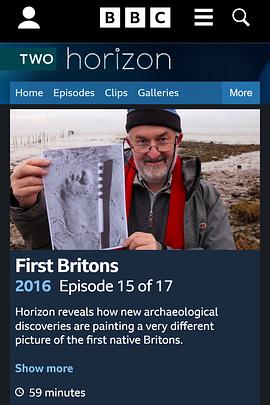 BBC
TWO horizon
Home Episodes Clips Galleries More
First Britons
2016 Episode 15 of 17
Horizon reveals how new archaeological
discoveries are painting a very different
picture of the first native Britons.
Show more
59 minutes